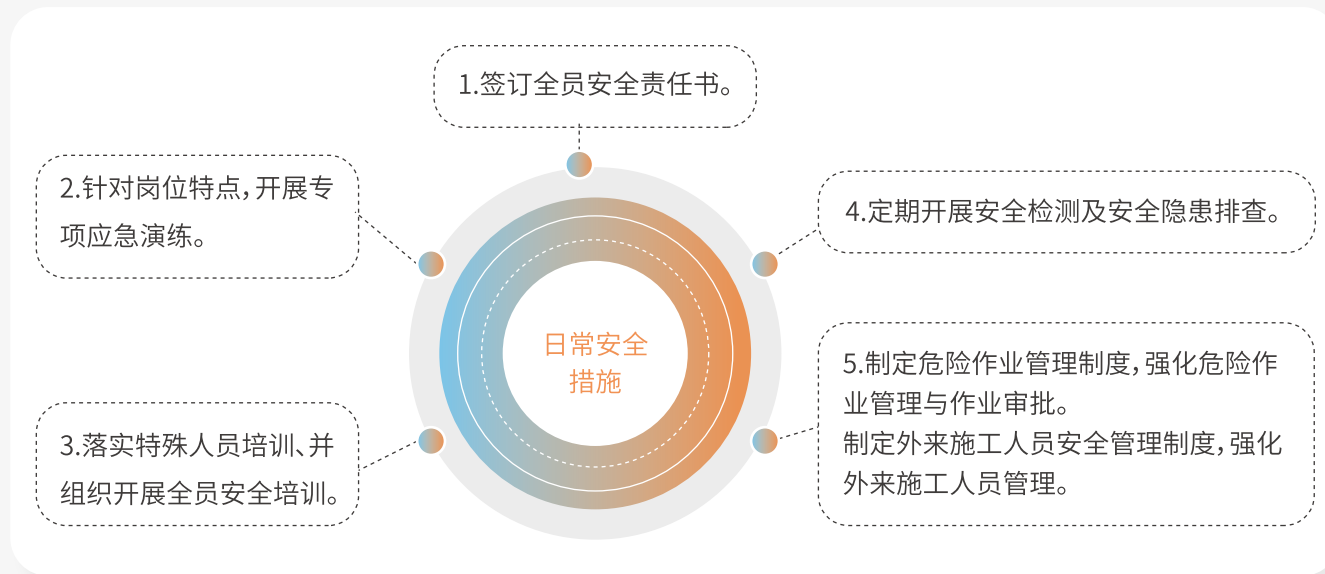 1.签订全员安全责任书。
2.针对岗位特点，开展专
项应急演练。
3.落实特殊人员培训、并
组织开展全员安全培训。
4.定期开展安全检测及安全隐患排查。
5.制定危险作业管理制度，强化危险作
业管理与作业审批。
制定外来施工人员安全管理制度，强化
外来施工人员管理。
日常安全
措施